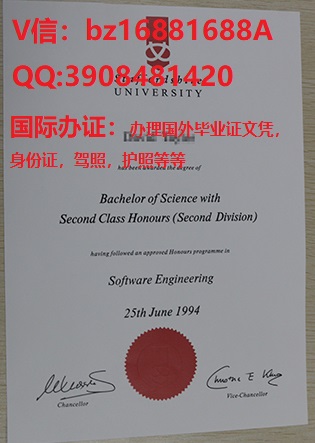 V信：bz16881688A
QQ:3908481420
UNIVERSITY
国际办证：办理国外毕业证文凭，
身份证，驾照，护照等等
has been awarded the degree of
Bachelor of Science with
Second Class Honours (Second Division)
having followed an approved Honours programme in
Software Engineering
25th June 1994
Chancellor
Vice-Chancellor